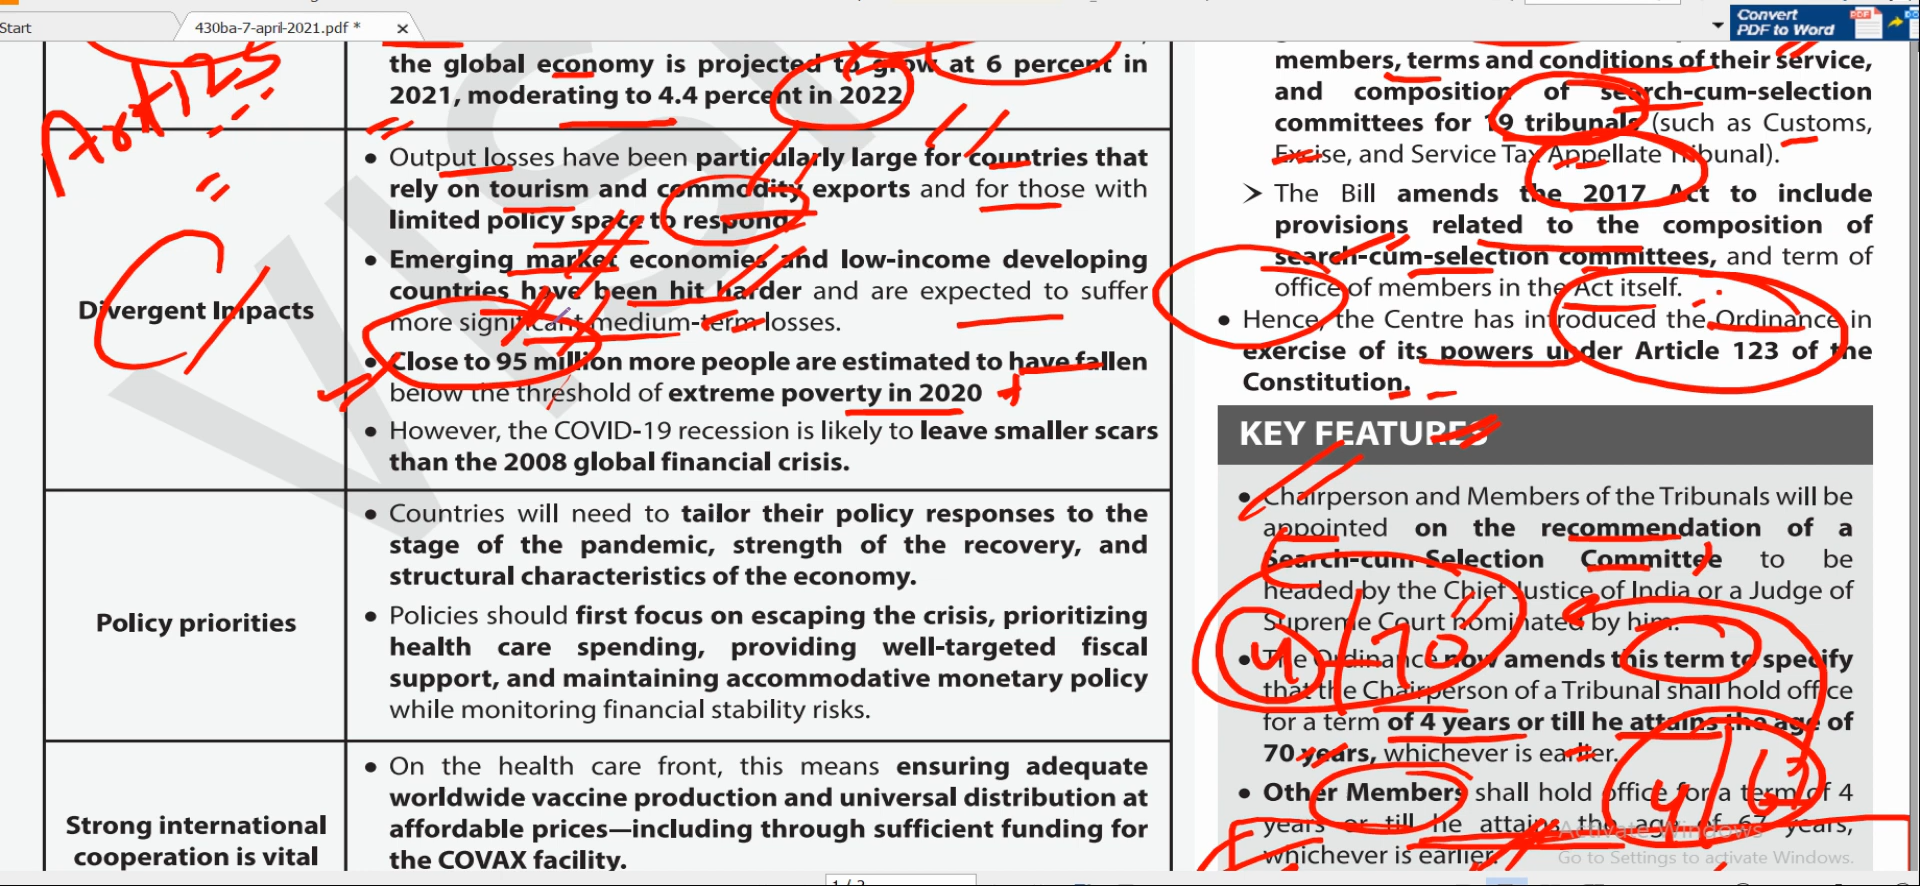 Start
430ba-7-april-2021.pdf *
Convert
PDF to Word
the global economy is projected to grow at 6 percent in
2021, moderating to 4.4 percent in 2022
Art 123
Divergent Impacts
• Output losses have been particularly large for countries that
rely on tourism and commodity exports and for those with
limited policy space to respond.
• Emerging market economies and low-income developing
countries have been hit harder and are expected to suffer
more significant medium-term losses.
• Close to 95 million more people are estimated to have fallen
below the threshold of extreme poverty in 2020
• However, the COVID-19 recession is likely to leave smaller scars
than the 2008 global financial crisis.
Policy priorities
• Countries will need to tailor their policy responses to the
stage of the pandemic, strength of the recovery, and
structural characteristics of the economy.
• Policies should first focus on escaping the crisis, prioritizing
health care spending, providing well-targeted fiscal
support, and maintaining accommodative monetary policy
while monitoring financial stability risks.
Strong international
cooperation is vital
• On the health care front, this means ensuring adequate
worldwide vaccine production and universal distribution at
affordable prices—including through sufficient funding for
the COVAX facility.
members, terms and conditions of their service,
and composition of search-cum-selection
committees for 19 tribunals (such as Customs,
Excise, and Service Tax Appellate Tribunal).
➢ The Bill amends the 2017 Act to include
provisions related to the composition of
search-cum-selection committees, and term of
office of members in the Act itself.
• Hence, the Centre has introduced the Ordinance in
exercise of its powers under Article 123 of the
Constitution.
KEY FEATURES
• Chairperson and Members of the Tribunals will be
appointed on the recommendation of a
Search-cum-Selection Committee to be
headed by the Chief Justice of India or a Judge of
Supreme Court nominated by him.
• The Ordinance now amends this term to specify
that the Chairperson of a Tribunal shall hold office
for a term of 4 years or till he attains the age of
70 years, whichever is earlier.
• Other Members shall hold office for a term of 4
years or till he attains the age of 67 years,
whichever is earlier.
4/70
4/67
Activate Windows
Go to Settings to activate Windows.
VISI